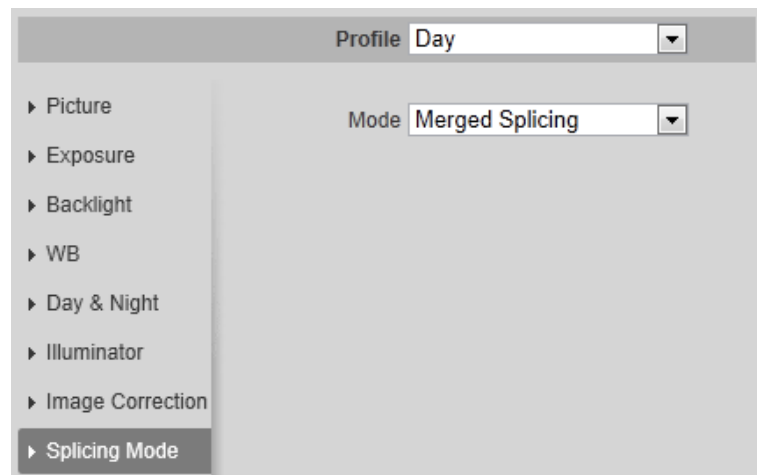 Profile Day
Picture
Mode Merged Splicing
Exposure
Backlight
WB
Day & Night
Illuminator
Image Correction
Splicing Mode